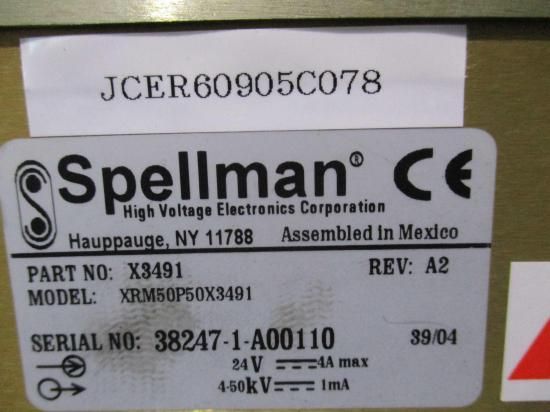 JCER60905C078
Spellman® CE
High Voltage Electronics Corporation
Hauppauge, NY 11788 Assembled in Mexico
PART NO: X3491 REV: A2
MODEL: XRM50P50X3491
SERIAL NO: 38247-1-A00110 39/04
24V 4A max
4-50kV 1mA